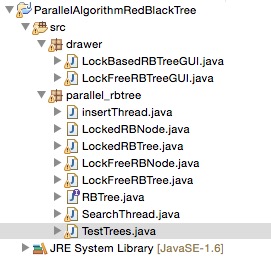 ParallelAlgorithmRedBlackTree
src
drawer
LockBasedRBTreeGUI.java
LockFreeRBTreeGUI.java
parallel_rbtree
insertThread.java
LockedRBNode.java
LockedRBTree.java
LockFreeRBNode.java
LockFreeRBTree.java
RBTree.java
SearchThread.java
TestTrees.java
JRE System Library [JavaSE-1.6]